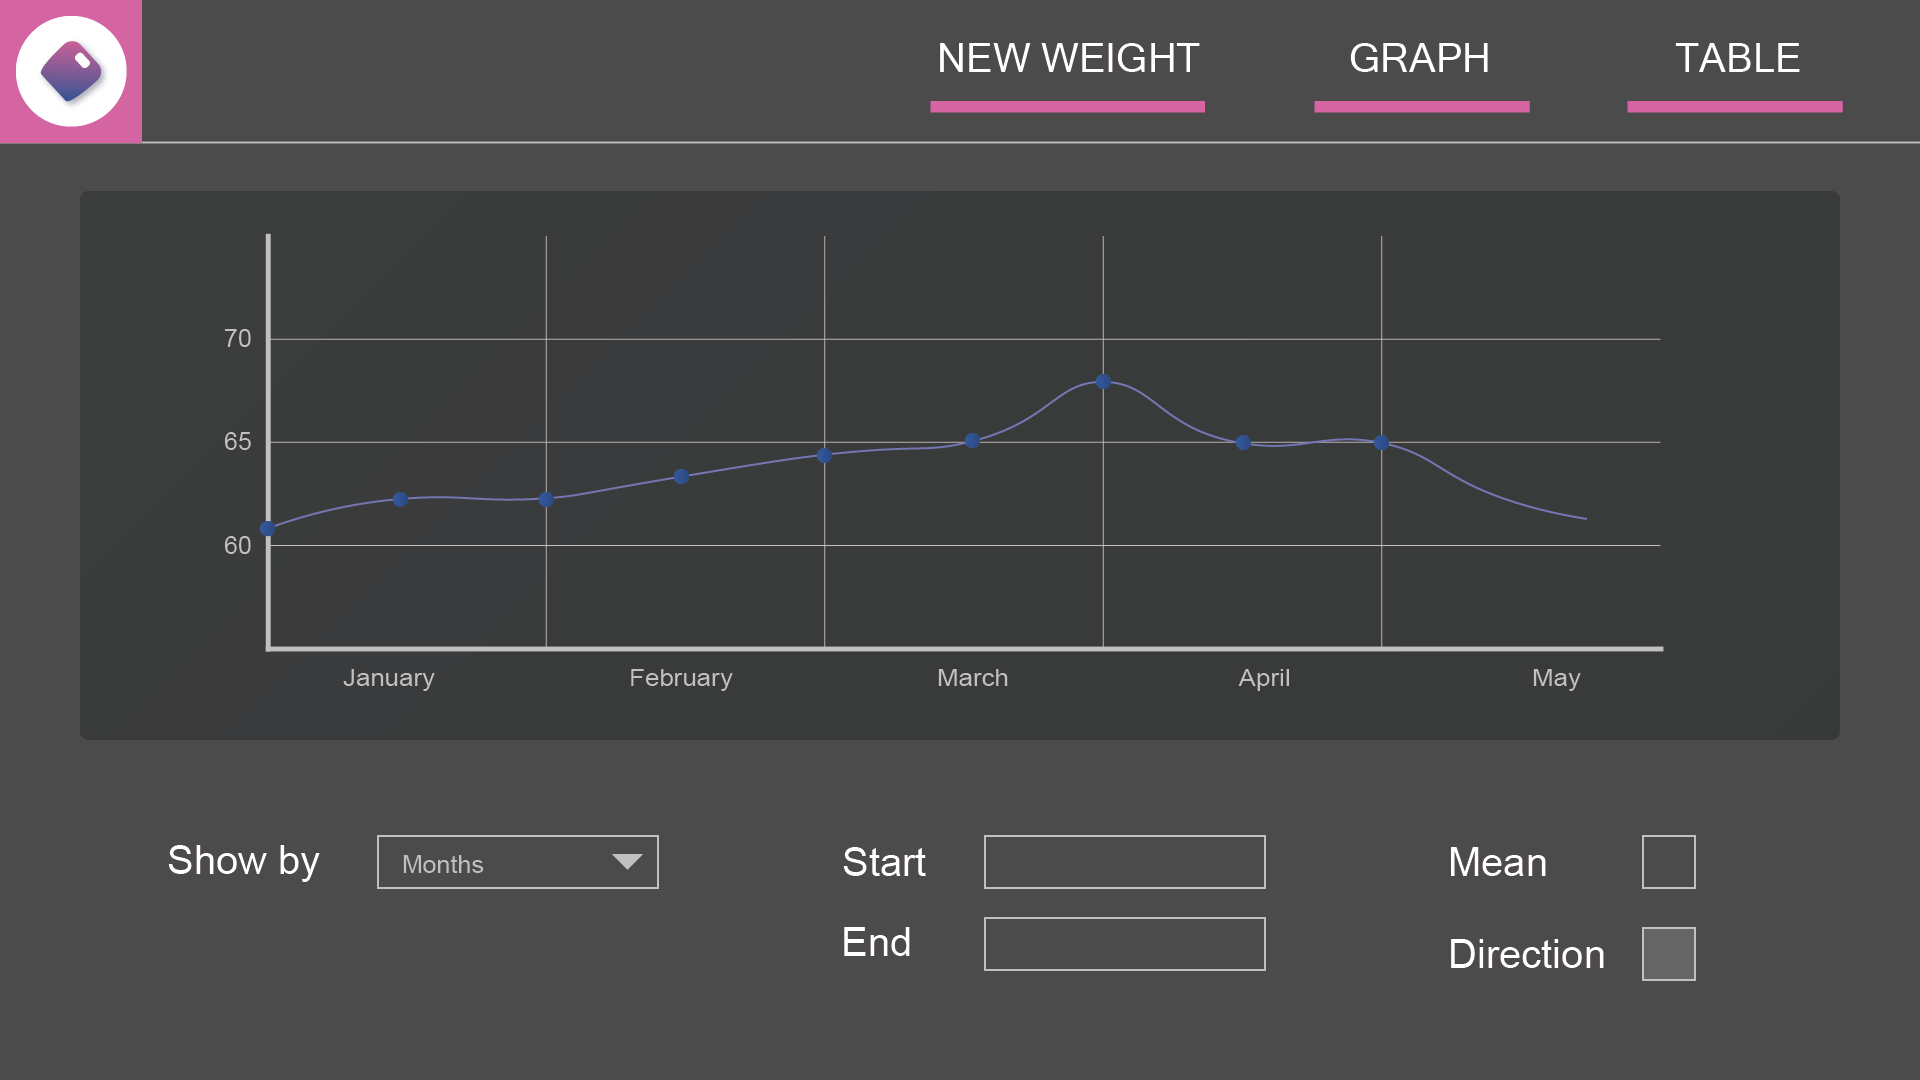 NEW WEIGHT GRAPH TABLE
70
65
60
January February March April May
Show by Months
Start
Mean
End
Direction